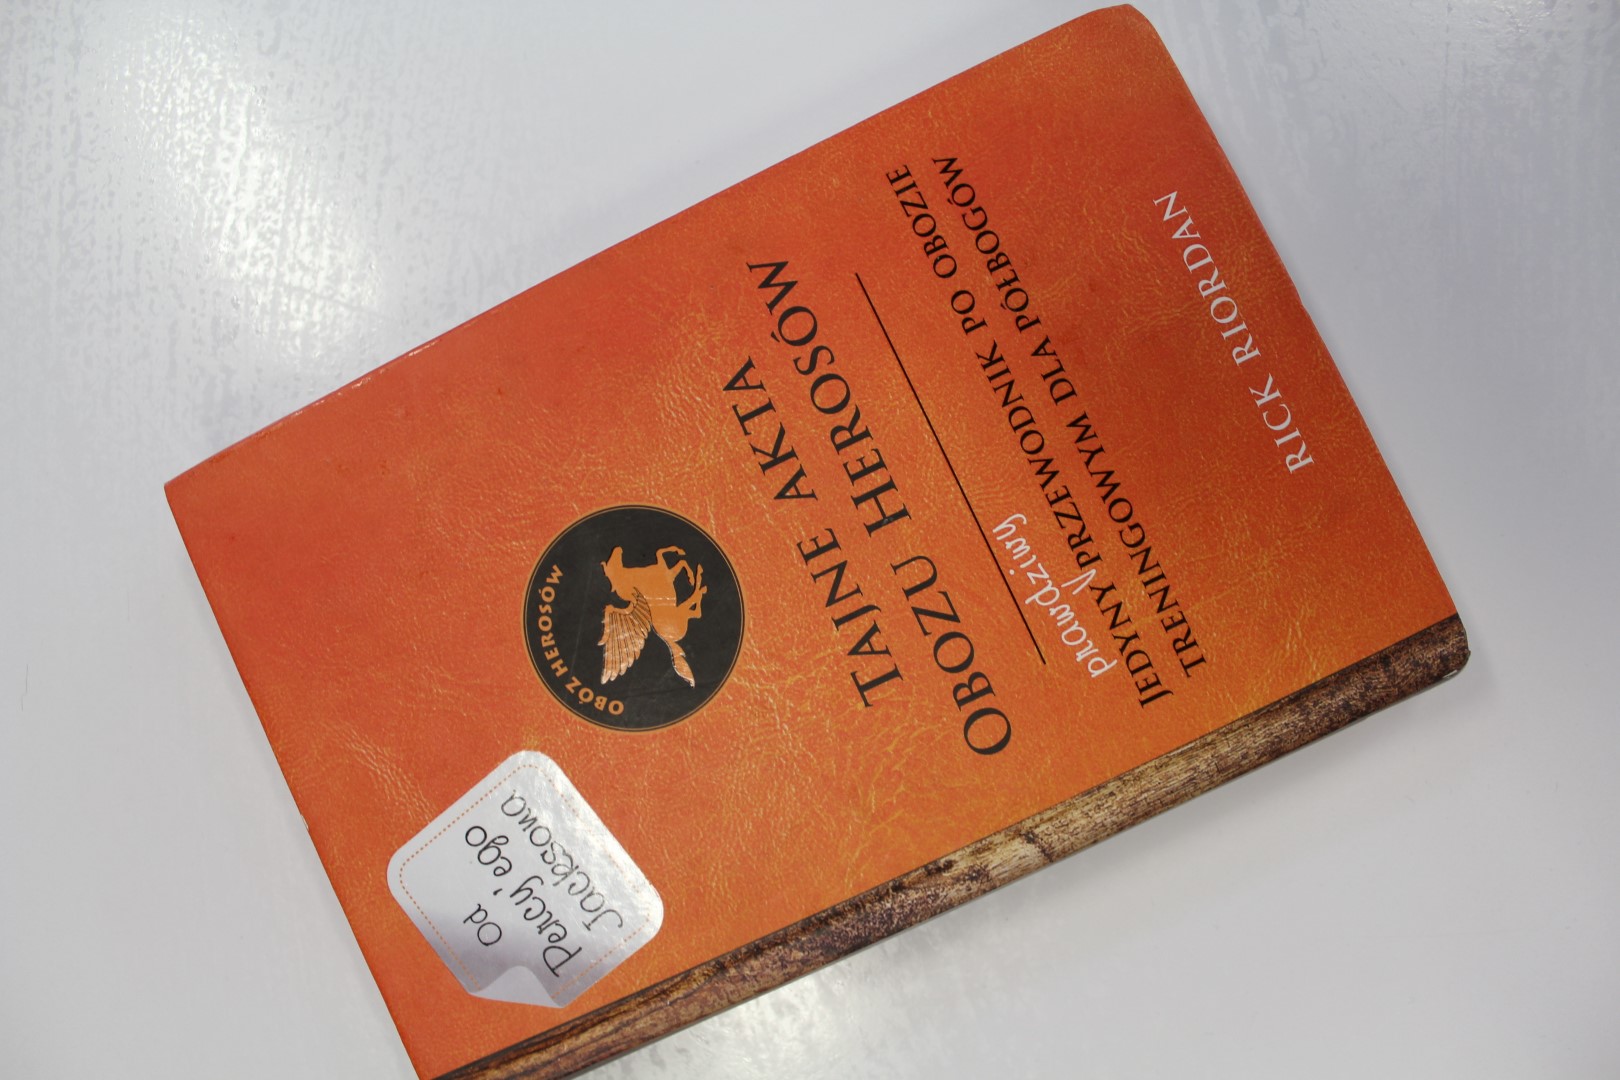 Od
Percy'ego
Jacksona
OBÓZ HEROSÓW
TAJNE AKTA
OBOZU HEROSÓW
prawdziwy
JEDYNY PRZEWODNIK PO OBOZIE
TRENINGOWYM DLA PÓŁBOGÓW
RICK RIORDAN